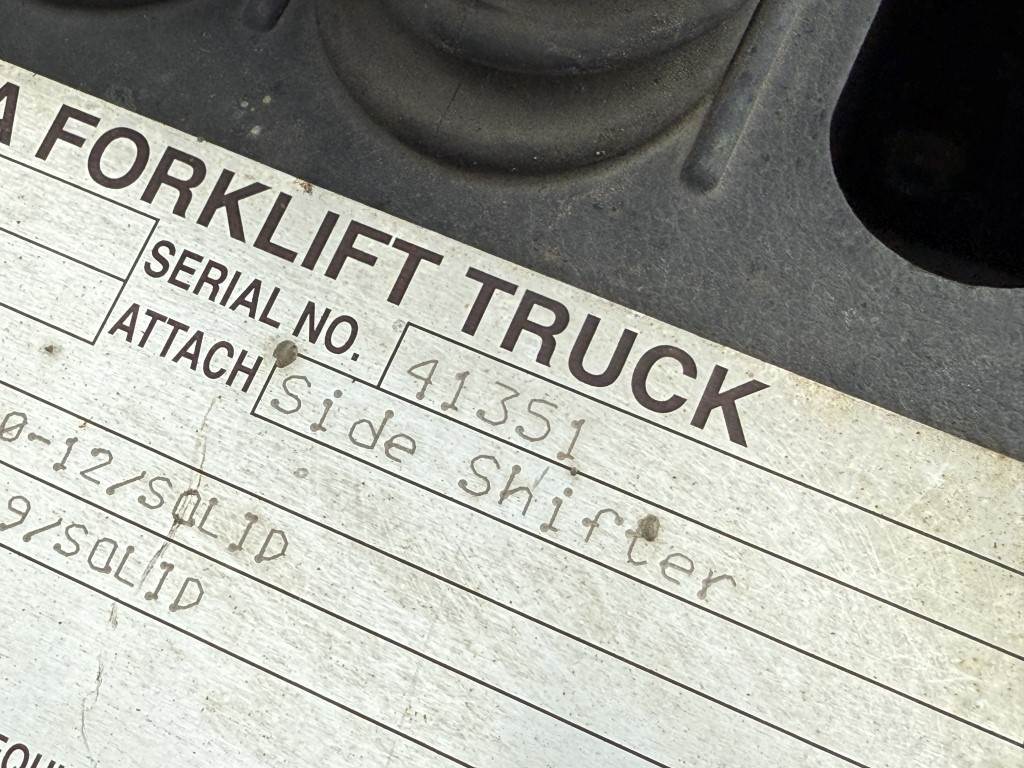 A FORKLIFT TRUCK
SERIAL NO. 41351
ATTACH Side Shifter
0-12/SOLID
9/SOLID